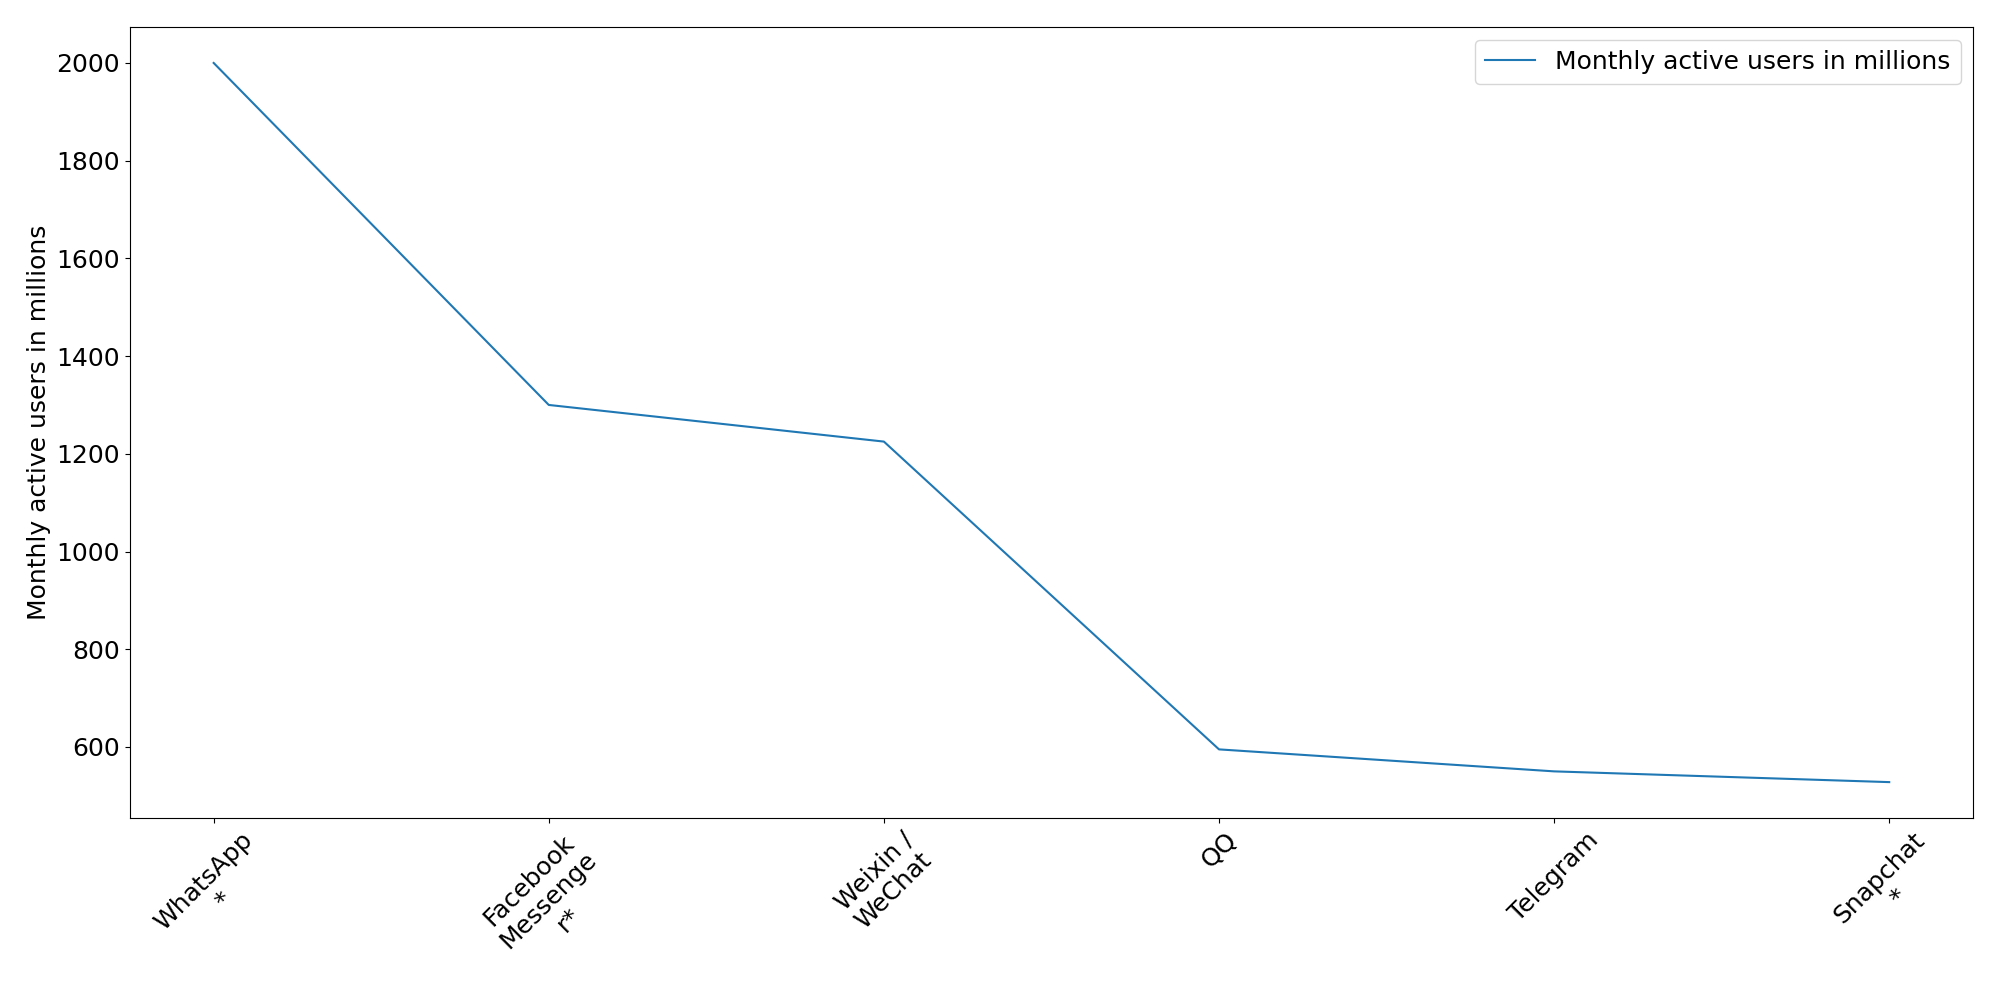 Monthly active users in millions
Monthly active users in millions
2000
1800
1600
1400
1200
1000
800
600
WhatsApp
*
Facebook
Messenge
r*
Weixin /
WeChat
QQ
Telegram
Snapchat
*